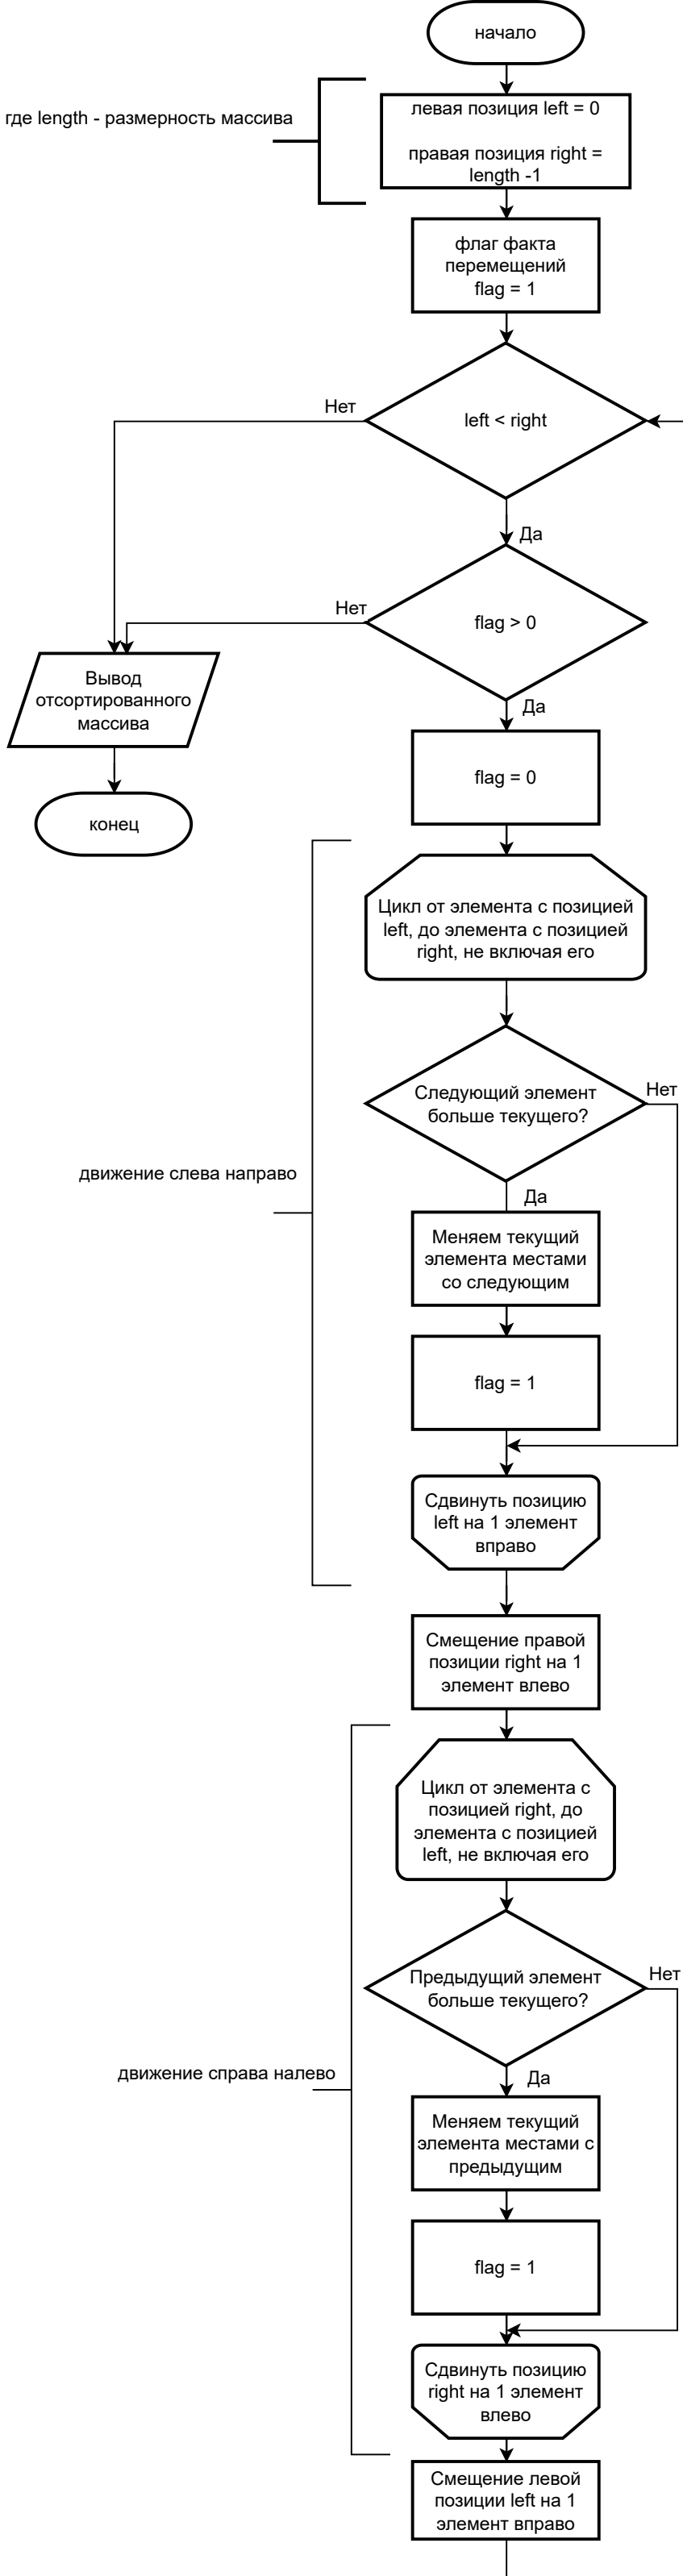 начало
где length - размерность массива
левая позиция left = 0
правая позиция right =
length -1
флаг факта
перемещений
flag = 1
Нет
left < right
Да
Нет
flag > 0
Вывод
отсортированного
массива
Да
flag = 0
конец
Цикл от элемента с позицией
left, до элемента с позицией
right, не включая его
Нет
Следующий элемент
больше текущего?
движение слева направо
Да
Меняем текущий
элемента местами
со следующим
flag = 1
Сдвинуть позицию
left на 1 элемент
вправо
Смещение правой
позиции right на 1
элемент влево
Цикл от элемента с
позицией right, до
элемента с позицией
left, не включая его
Нет
Предыдущий элемент
больше текущего?
движение справа налево
Да
Меняем текущий
элемента местами с
предыдущим
flag = 1
Сдвинуть позицию
right на 1 элемент
влево
Смещение левой
позиции left на 1
элемент вправо